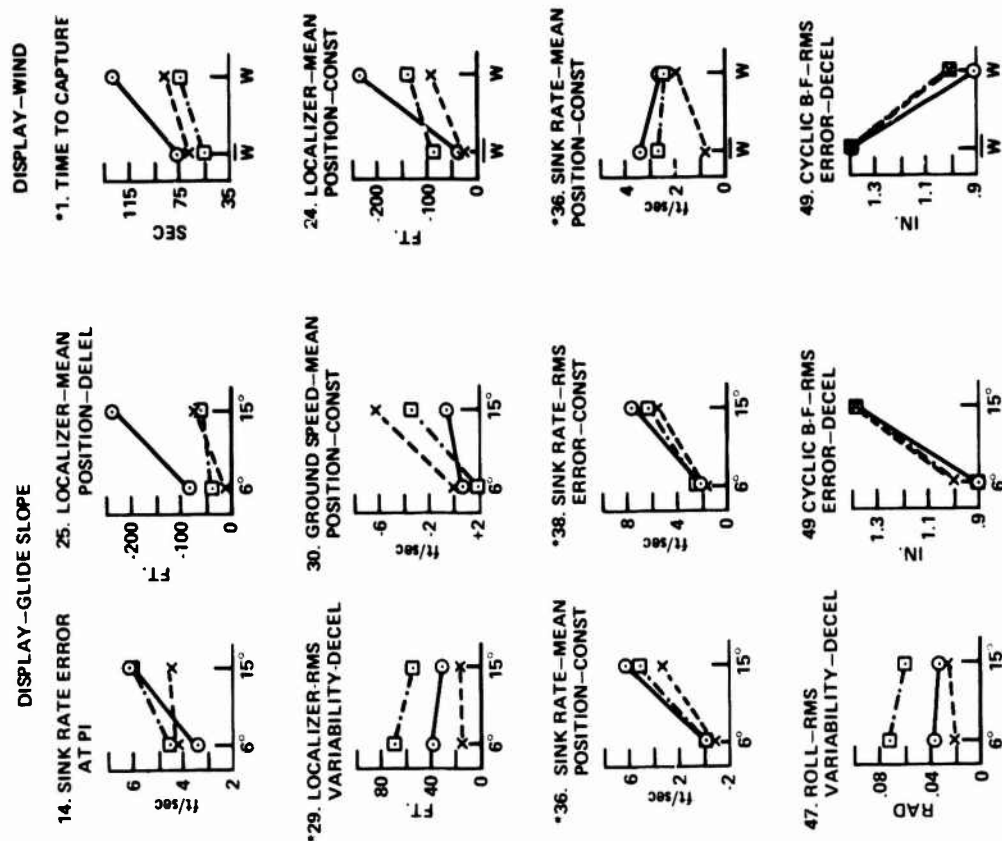 DISPLAY–GLIDE SLOPE
DISPLAY–WIND
14. SINK RATE ERROR
AT PI
ft/sec
6
4
2
6° 15°
25. LOCALIZER–MEAN
POSITION–DELEL
FT.
-200
-100
0
6° 15°
*1. TIME TO CAPTURE
SEC
115
75
35
W̅ W
*29. LOCALIZER-RMS
VARIABILITY-DECEL
FT.
80
40
0
6° 15°
30. GROUND SPEED–MEAN
POSITION–CONST
ft/sec
-6
-2
+2
6° 15°
24. LOCALIZER–MEAN
POSITION–CONST
FT.
-200
-100
0
W̅ W
*36. SINK RATE–MEAN
POSITION–CONST
ft/sec
6
2
-2
6° 15°
*38. SINK RATE–RMS
ERROR–CONST
ft/sec
8
4
0
6° 15°
*36. SINK RATE–MEAN
POSITION–CONST
ft/sec
4
2
0
W̅ W
47. ROLL–RMS
VARIABILITY–DECEL
RAD
.08
.04
0
6° 15°
49 CYCLIC B-F–RMS
ERROR–DECEL
IN.
1.3
1.1
.9
6° 15°
49. CYCLIC B-F–RMS
ERROR–DECEL
IN.
1.3
1.1
.9
W̅ W